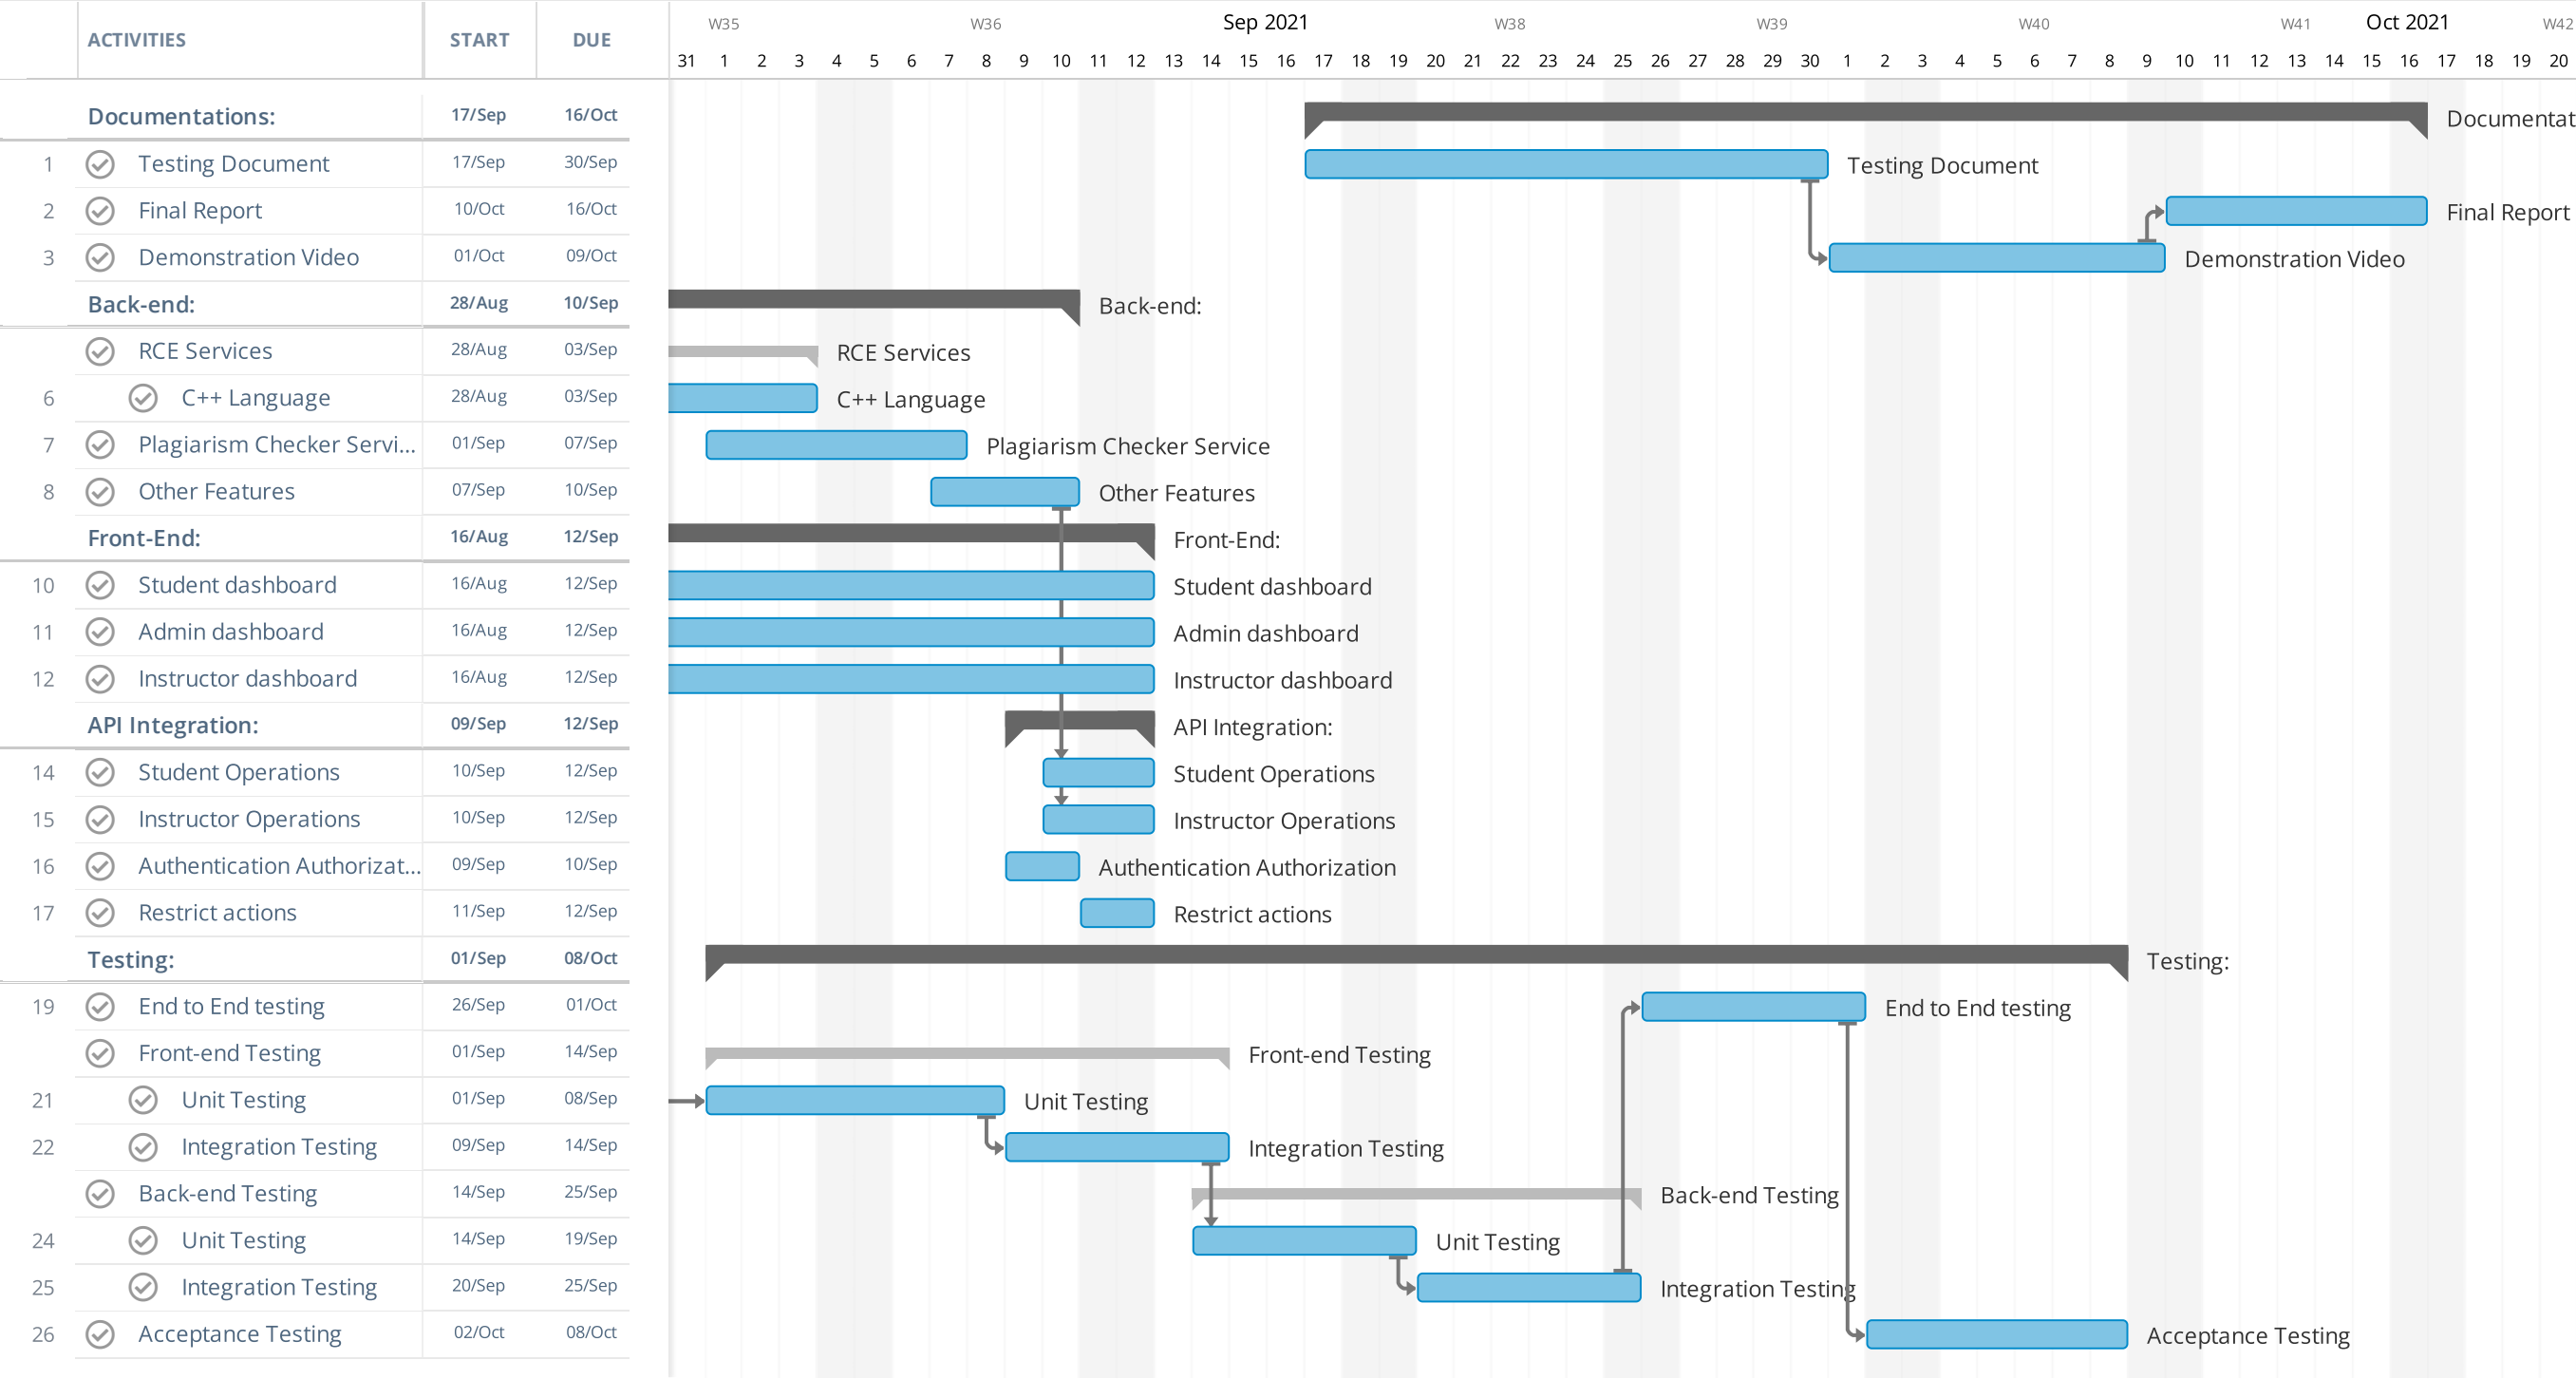 ACTIVITIES START DUE
W35 W36 Sep 2021 W38 W39 W40 W41 Oct 2021 W42
31 1 2 3 4 5 6 7 8 9 10 11 12 13 14 15 16 17 18 19 20 21 22 23 24 25 26 27 28 29 30 1 2 3 4 5 6 7 8 9 10 11 12 13 14 15 16 17 18 19 20
Documentations: 17/Sep 16/Oct Documentat
1 Testing Document 17/Sep 30/Sep Testing Document
2 Final Report 10/Oct 16/Oct Final Report
3 Demonstration Video 01/Oct 09/Oct Demonstration Video
Back-end: 28/Aug 10/Sep Back-end:
RCE Services 28/Aug 03/Sep RCE Services
6 C++ Language 28/Aug 03/Sep C++ Language
7 Plagiarism Checker Servi... 01/Sep 07/Sep Plagiarism Checker Service
8 Other Features 07/Sep 10/Sep Other Features
Front-End: 16/Aug 12/Sep Front-End:
10 Student dashboard 16/Aug 12/Sep Student dashboard
11 Admin dashboard 16/Aug 12/Sep Admin dashboard
12 Instructor dashboard 16/Aug 12/Sep Instructor dashboard
API Integration: 09/Sep 12/Sep API Integration:
14 Student Operations 10/Sep 12/Sep Student Operations
15 Instructor Operations 10/Sep 12/Sep Instructor Operations
16 Authentication Authorizat... 09/Sep 10/Sep Authentication Authorization
17 Restrict actions 11/Sep 12/Sep Restrict actions
Testing: 01/Sep 08/Oct Testing:
19 End to End testing 26/Sep 01/Oct End to End testing
Front-end Testing 01/Sep 14/Sep Front-end Testing
21 Unit Testing 01/Sep 08/Sep Unit Testing
22 Integration Testing 09/Sep 14/Sep Integration Testing
Back-end Testing 14/Sep 25/Sep Back-end Testing
24 Unit Testing 14/Sep 19/Sep Unit Testing
25 Integration Testing 20/Sep 25/Sep Integration Testing
26 Acceptance Testing 02/Oct 08/Oct Acceptance Testing